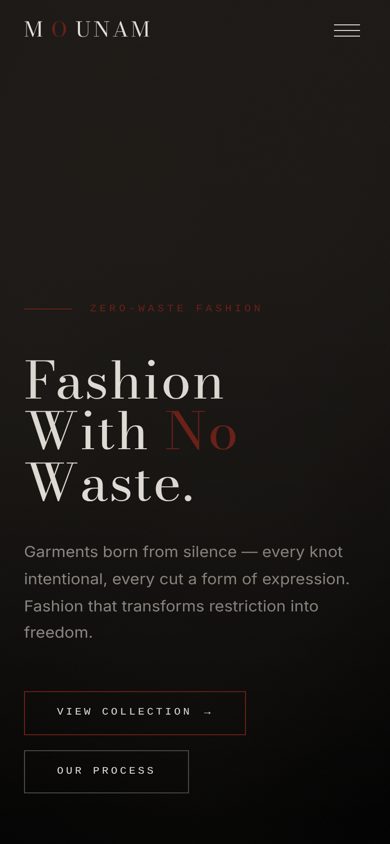 MOUNAM
ZERO-WASTE FASHION
Fashion
With No
Waste.
Garments born from silence — every knot
intentional, every cut a form of expression.
Fashion that transforms restriction into
freedom.
VIEW COLLECTION →
OUR PROCESS